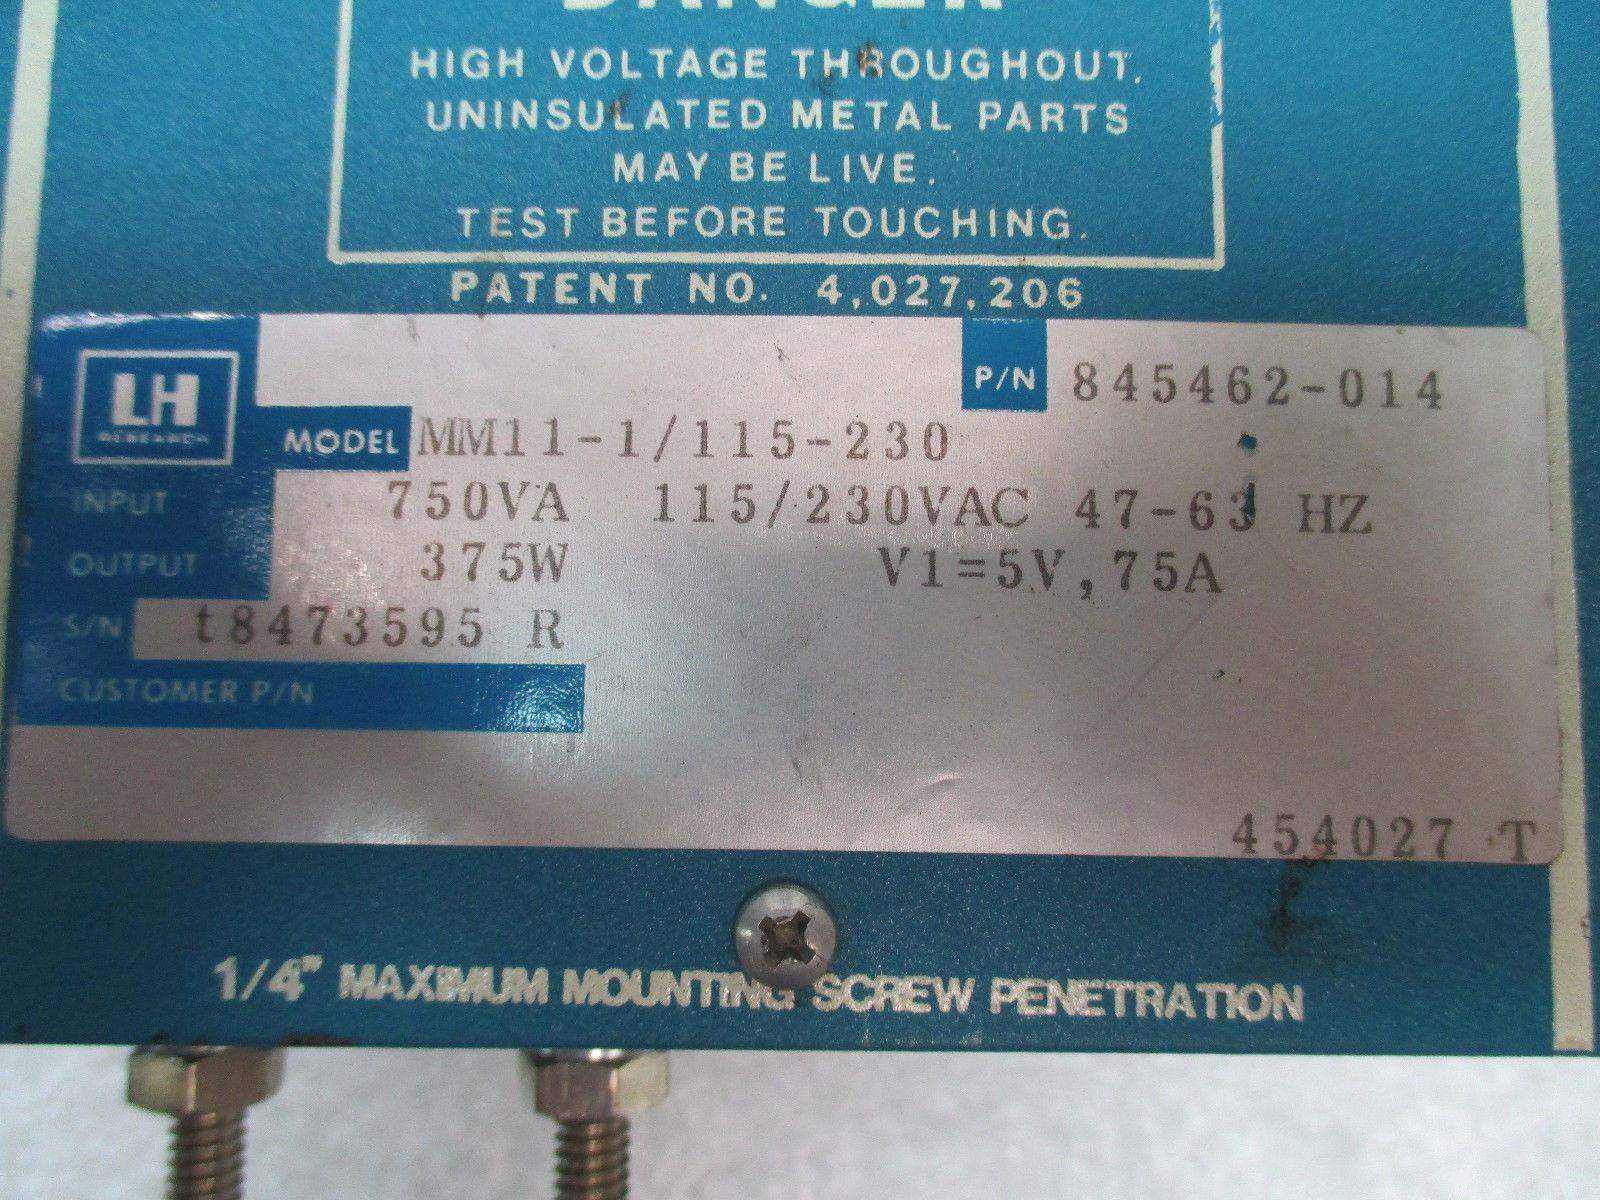 DANGER
HIGH VOLTAGE THROUGHOUT.
UNINSULATED METAL PARTS
MAY BE LIVE.
TEST BEFORE TOUCHING.
PATENT NO. 4,027,206
LH
RESEARCH
P/N 845462-014
MODEL MM11-1/115-230
INPUT 750VA 115/230VAC 47-63 HZ
OUTPUT 375W V1=5V,75A
S/N t8473595 R
CUSTOMER P/N
454027 T
1/4" MAXIMUM MOUNTING SCREW PENETRATION